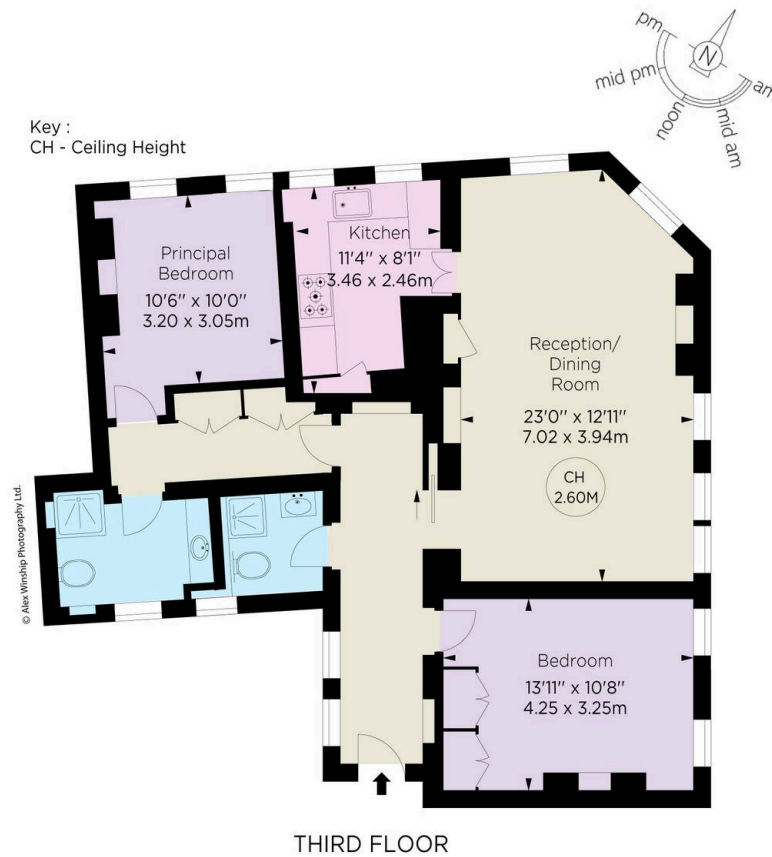 pm
N
am
mid pm
noon
mid am
Key :
CH - Ceiling Height
Kitchen
11'4" x 8'1"
3.46 x 2.46m
Principal
Bedroom
10'6" x 10'0"
3.20 x 3.05m
Reception/
Dining
Room
23'0" x 12'11"
7.02 x 3.94m
CH
2.60M
© Alex Winship Photography Ltd.
Bedroom
13'11" x 10'8"
4.25 x 3.25m
THIRD FLOOR